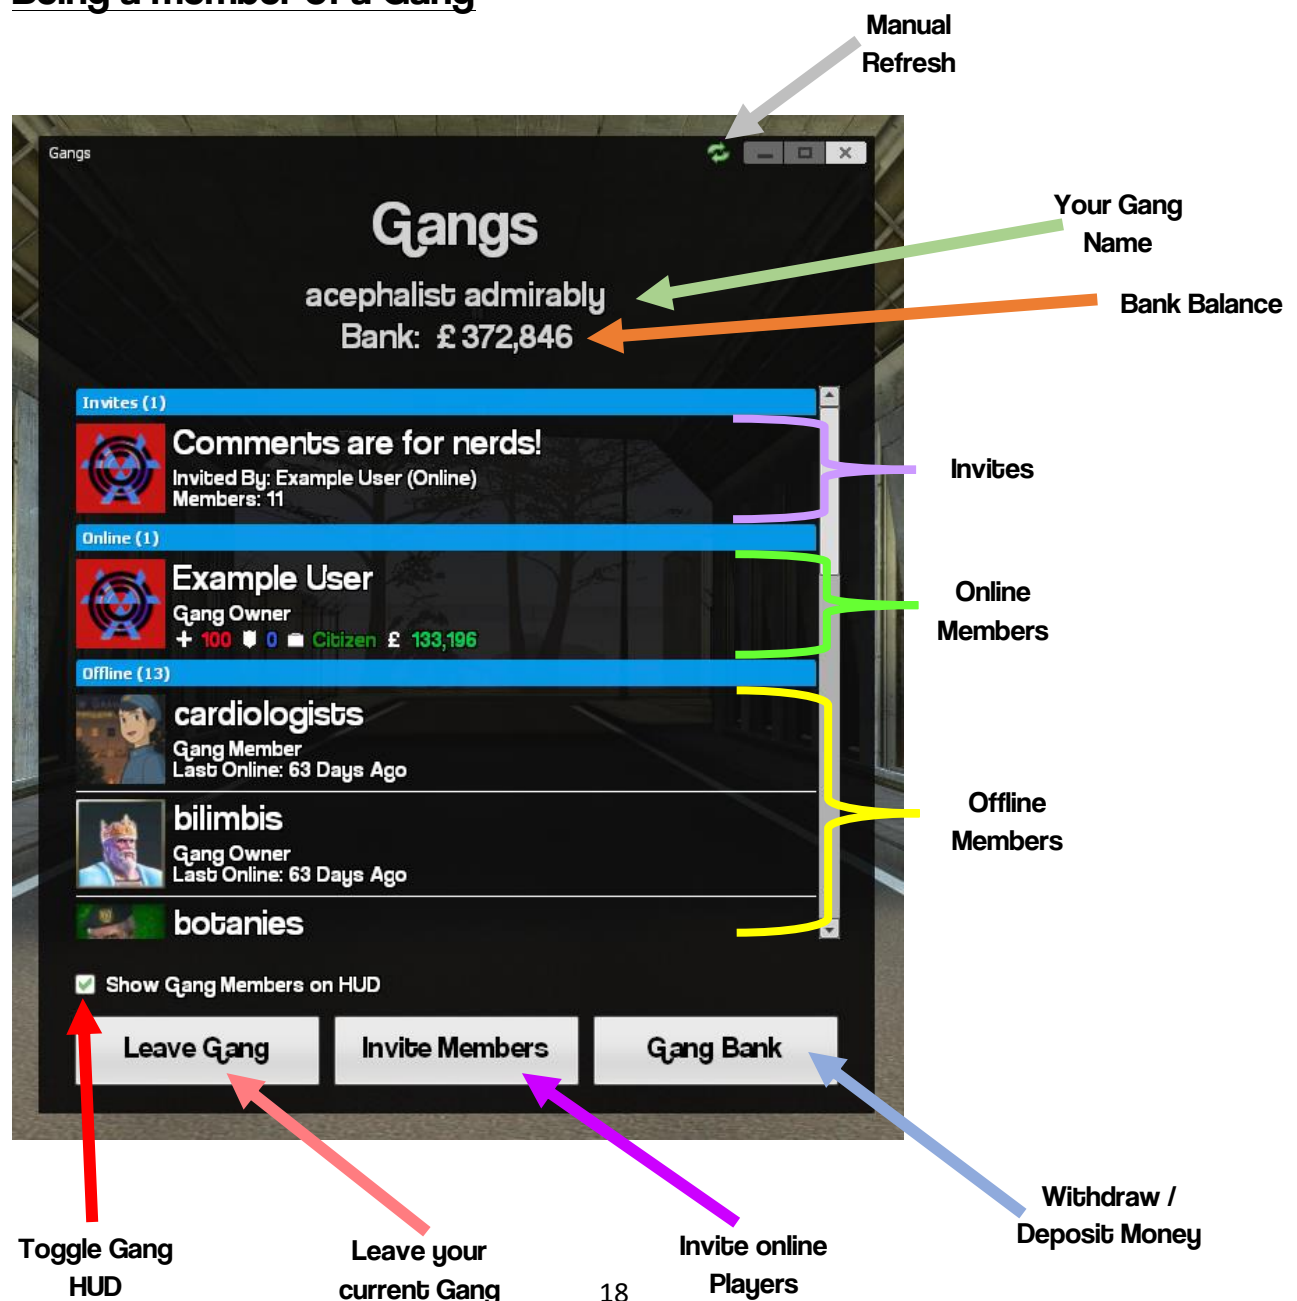 Being a member of a Gang
Manual
Refresh
Gangs
Gangs
Your Gang
Name
acephalist admirably
Bank Balance
Bank: £372,846
Invites (1)
Comments are for nerds!
Invited By: Example User (Online)
Members: 11
Invites
Online (1)
Example User
Gang Owner
100 0 Citizen £ 133,196
Online
Members
Offline (13)
cardiologists
Gang Member
Last Online: 63 Days Ago
bilimbis
Gang Owner
Last Online: 63 Days Ago
botanies
Offline
Members
Show Gang Members on HUD
Leave Gang
Invite Members
Gang Bank
Withdraw /
Deposit Money
Toggle Gang
HUD
Leave your
current Gang
Invite online
Players
18